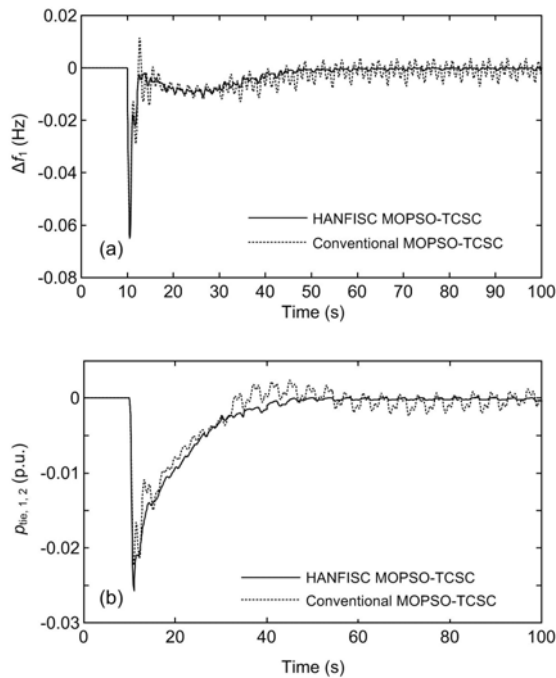 0.02
0
-0.02
-0.04
-0.06
-0.08
Δf₁ (Hz)
(a)
HANFISC MOPSO-TCSC
Conventional MOPSO-TCSC
0 10 20 30 40 50 60 70 80 90 100
Time (s)
0
-0.01
-0.02
-0.03
p_tie, 1, 2 (p.u.)
(b)
HANFISC MOPSO-TCSC
Conventional MOPSO-TCSC
0 20 40 60 80 100
Time (s)